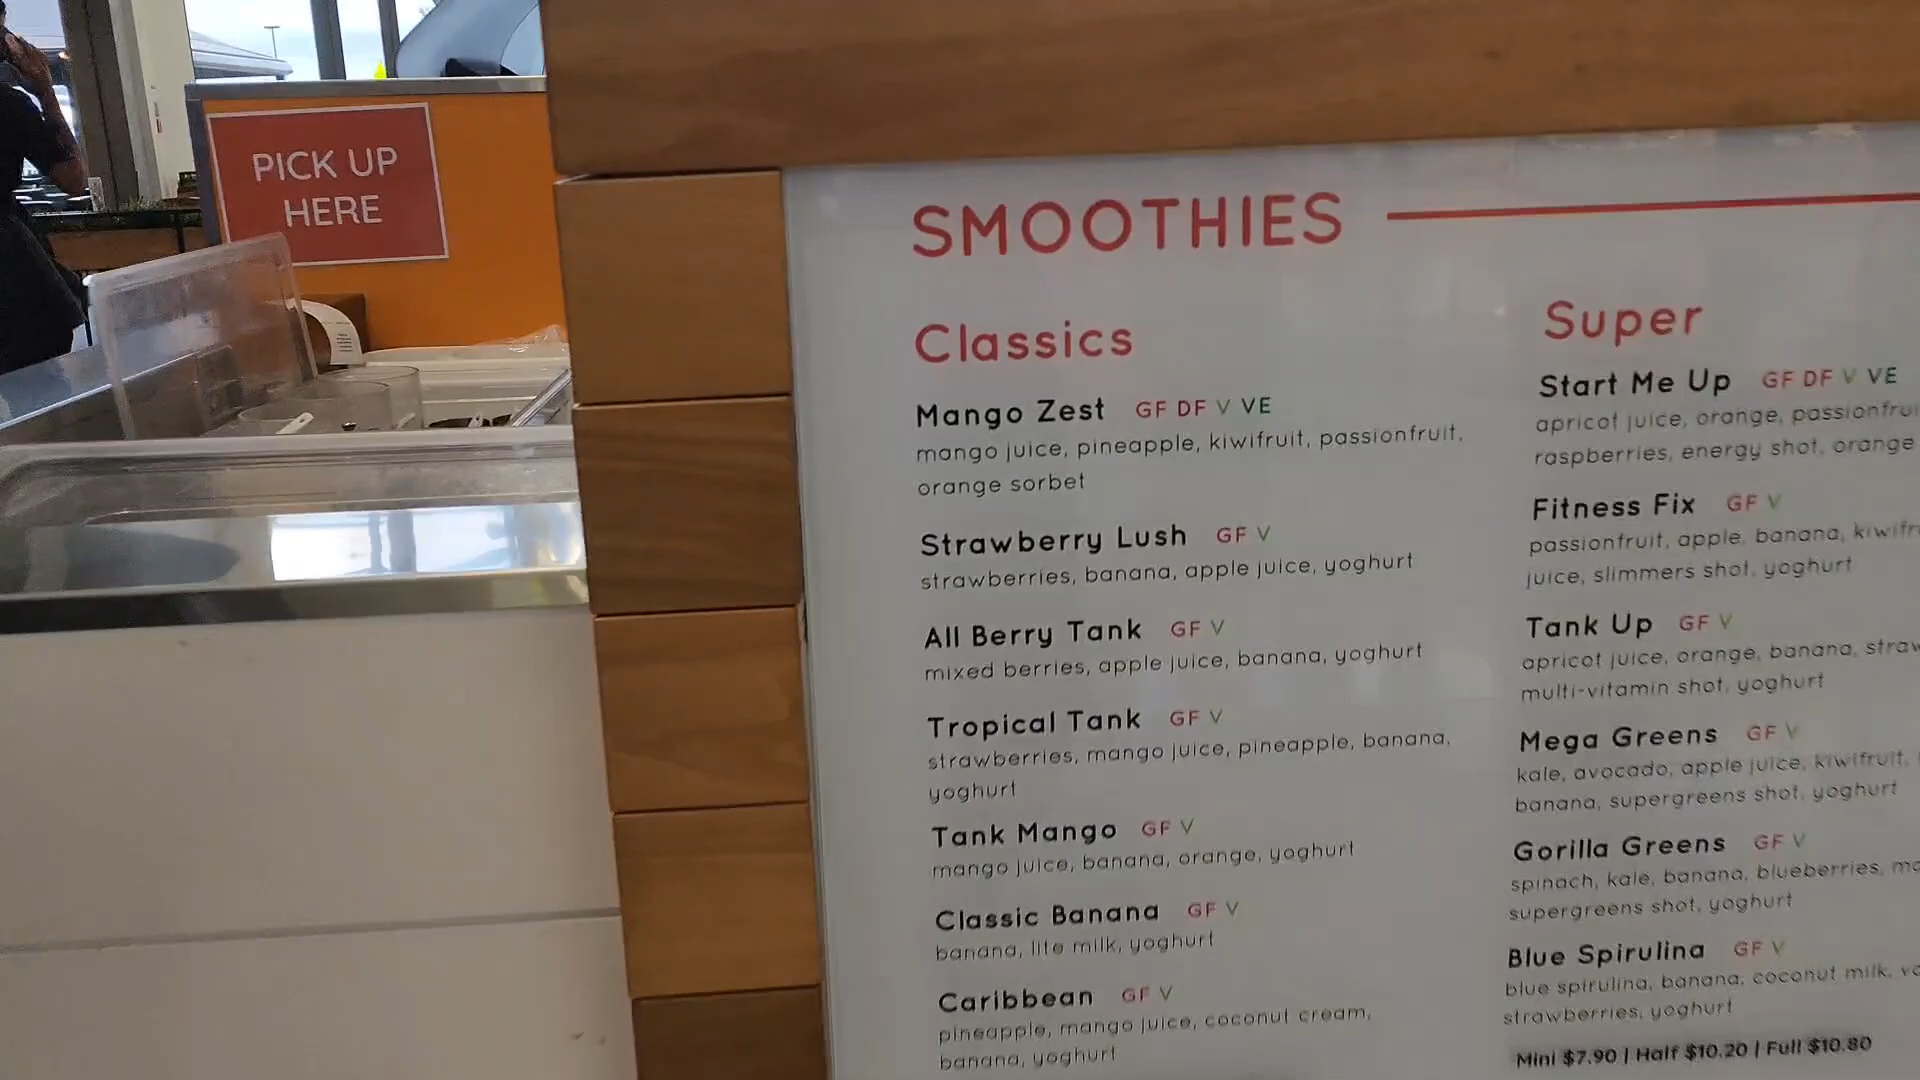 PICK UP
HERE
SMOOTHIES
Classics
Mango Zest GF DF V VE
mango juice, pineapple, kiwifruit, passionfruit,
orange sorbet
Strawberry Lush GF V
strawberries, banana, apple juice, yoghurt
All Berry Tank GF V
mixed berries, apple juice, banana, yoghurt
Tropical Tank GF V
strawberries, mango juice, pineapple, banana,
yoghurt
Tank Mango GF V
mango juice, banana, orange, yoghurt
Classic Banana GF V
banana, lite milk, yoghurt
Caribbean GF V
pineapple, mango juice, coconut cream,
banana, yoghurt
Super
Start Me Up GF DF V VE
apricot juice, orange,
raspberries, energy shot, orange
Fitness Fix GF V
passionfruit, apple, banana,
juice, slimmers shot, yoghurt
Tank Up GF V
apricot juice, orange, banana,
multi-vitamin shot, yoghurt
Mega Greens GF V
kale, avocado, apple juice, kiwifruit,
banana, supergreens shot, yoghurt
Gorilla Greens GF V
spinach, kale, banana, blueberries,
supergreens shot, yoghurt
Blue Spirulina GF V
blue spirulina, banana, coconut milk,
strawberries, yoghurt
Mini $7.90 | Half $10.20 | Full $10.80